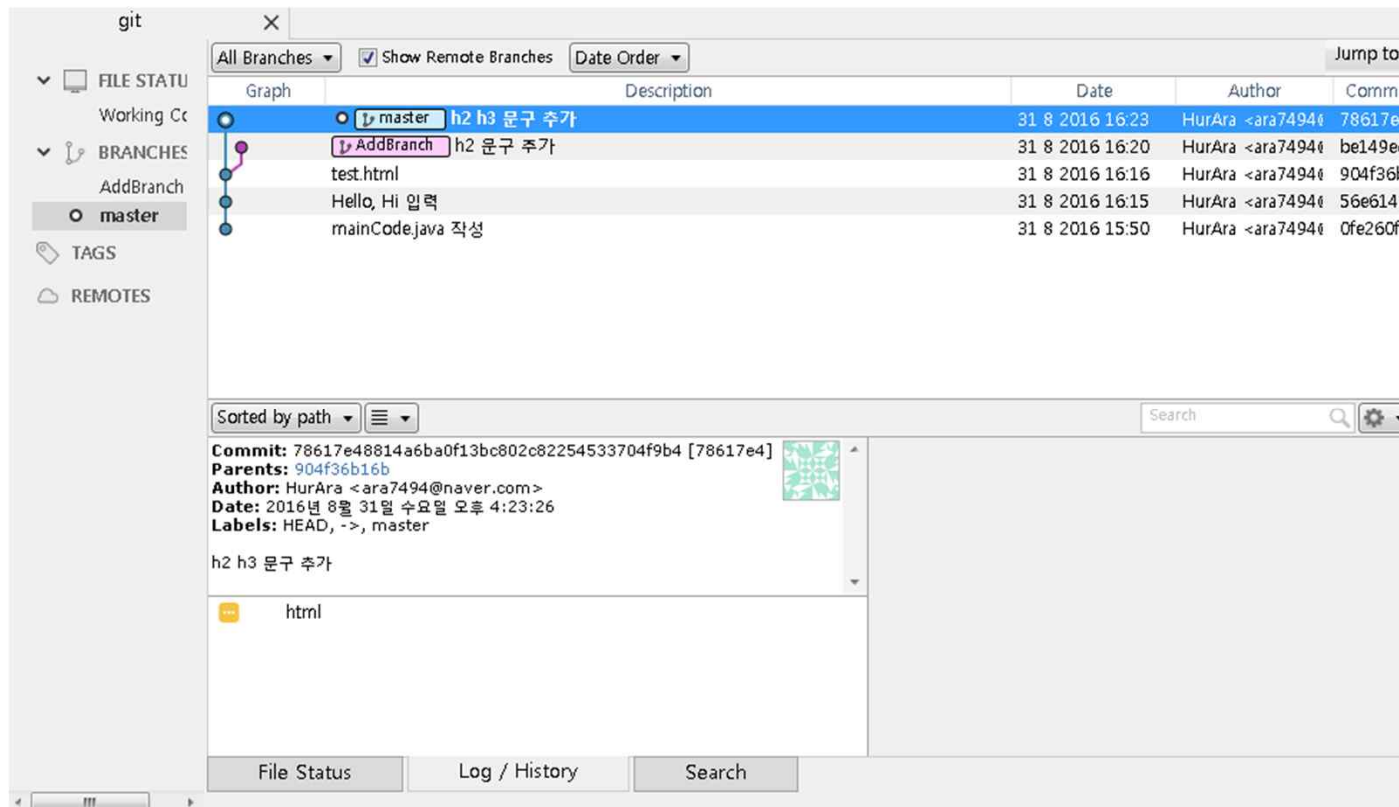 git
FILE STATU
Working Co
BRANCHES
AddBranch
master
TAGS
REMOTES
All Branches Show Remote Branches Date Order Jump to
Graph Description Date Author Comm
master h2 h3 문구 추가 31 8 2016 16:23 HurAra <ara7494 78617e
AddBranch h2 문구 추가 31 8 2016 16:20 HurAra <ara7494 be149e
test.html 31 8 2016 16:16 HurAra <ara7494 904f36
Hello, Hi 입력 31 8 2016 16:15 HurAra <ara7494 56e614
mainCode.java 작성 31 8 2016 15:50 HurAra <ara7494 0fe260f
Sorted by path Search
Commit: 78617e48814a6ba0f13bc802c82254533704f9b4 [78617e4]
Parents: 904f36b16b
Author: HurAra <ara7494@naver.com>
Date: 2016년 8월 31일 수요일 오후 4:23:26
Labels: HEAD, ->, master
h2 h3 문구 추가
html
File Status Log / History Search